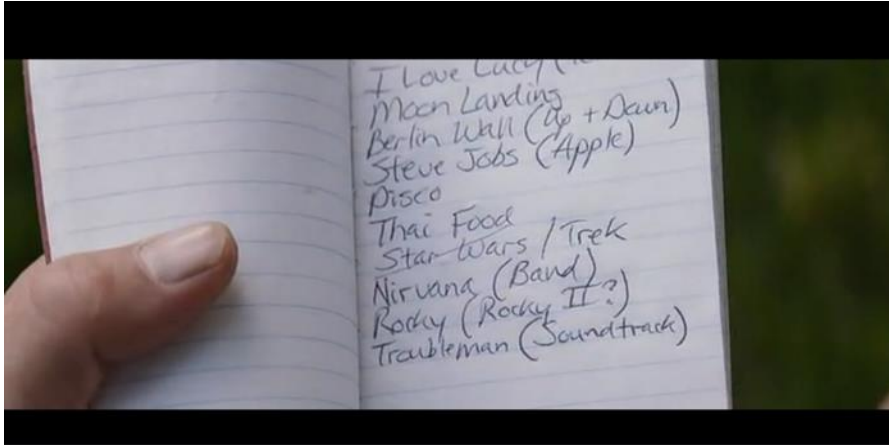 I Love Lucy
Moon Landing
Berlin Wall (Up + Down)
Steve Jobs (Apple)
Disco
Thai Food
Star Wars / Trek
Nirvana (Band)
Rocky (Rocky II?)
Troubleman (Soundtrack)